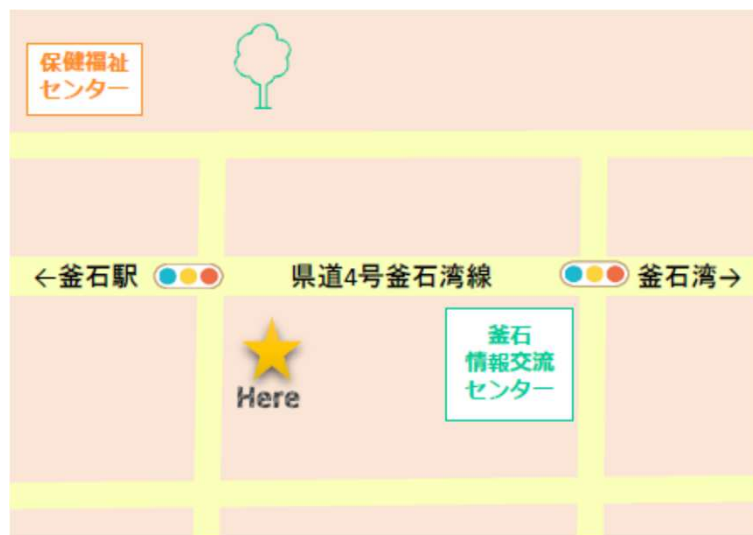 保健福祉
センター
←釜石駅
県道4号釜石湾線
釜石湾→
Here
釜石
情報交流
センター